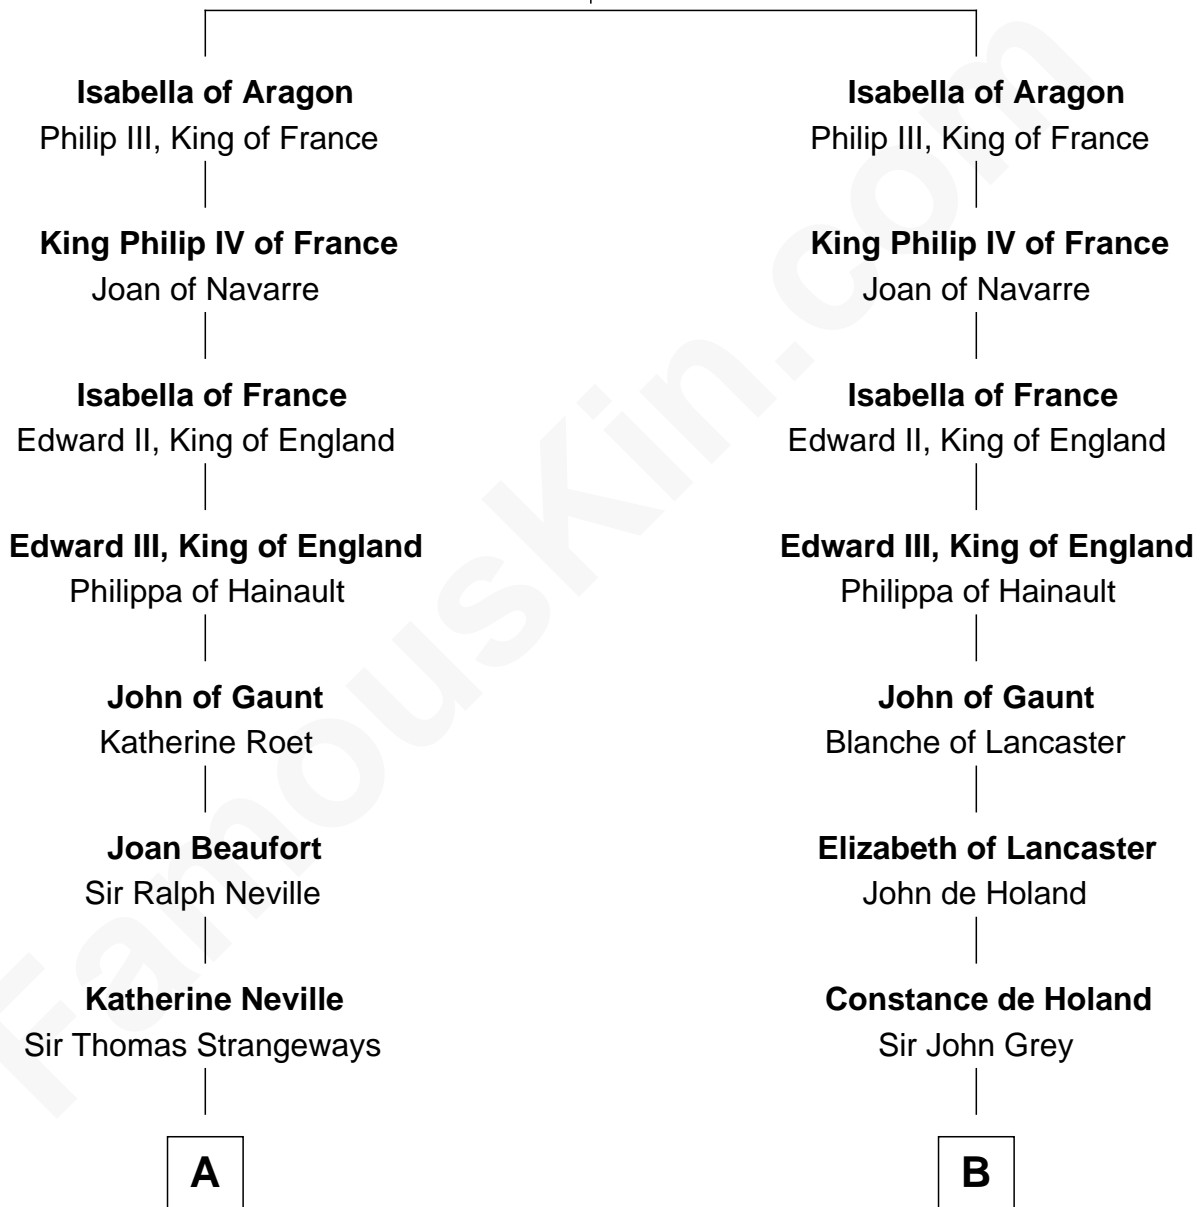 Isabella of Aragon
Philip III, King of France
King Philip IV of France
Joan of Navarre
Isabella of France
Edward II, King of England
Edward III, King of England
Philippa of Hainault
John of Gaunt
Katherine Roet
Joan Beaufort
Sir Ralph Neville
Katherine Neville
Sir Thomas Strangeways
A
Isabella of Aragon
Philip III, King of France
King Philip IV of France
Joan of Navarre
Isabella of France
Edward II, King of England
Edward III, King of England
Philippa of Hainault
John of Gaunt
Blanche of Lancaster
Elizabeth of Lancaster
John de Holand
Constance de Holand
Sir John Grey
B
FamousKin.com